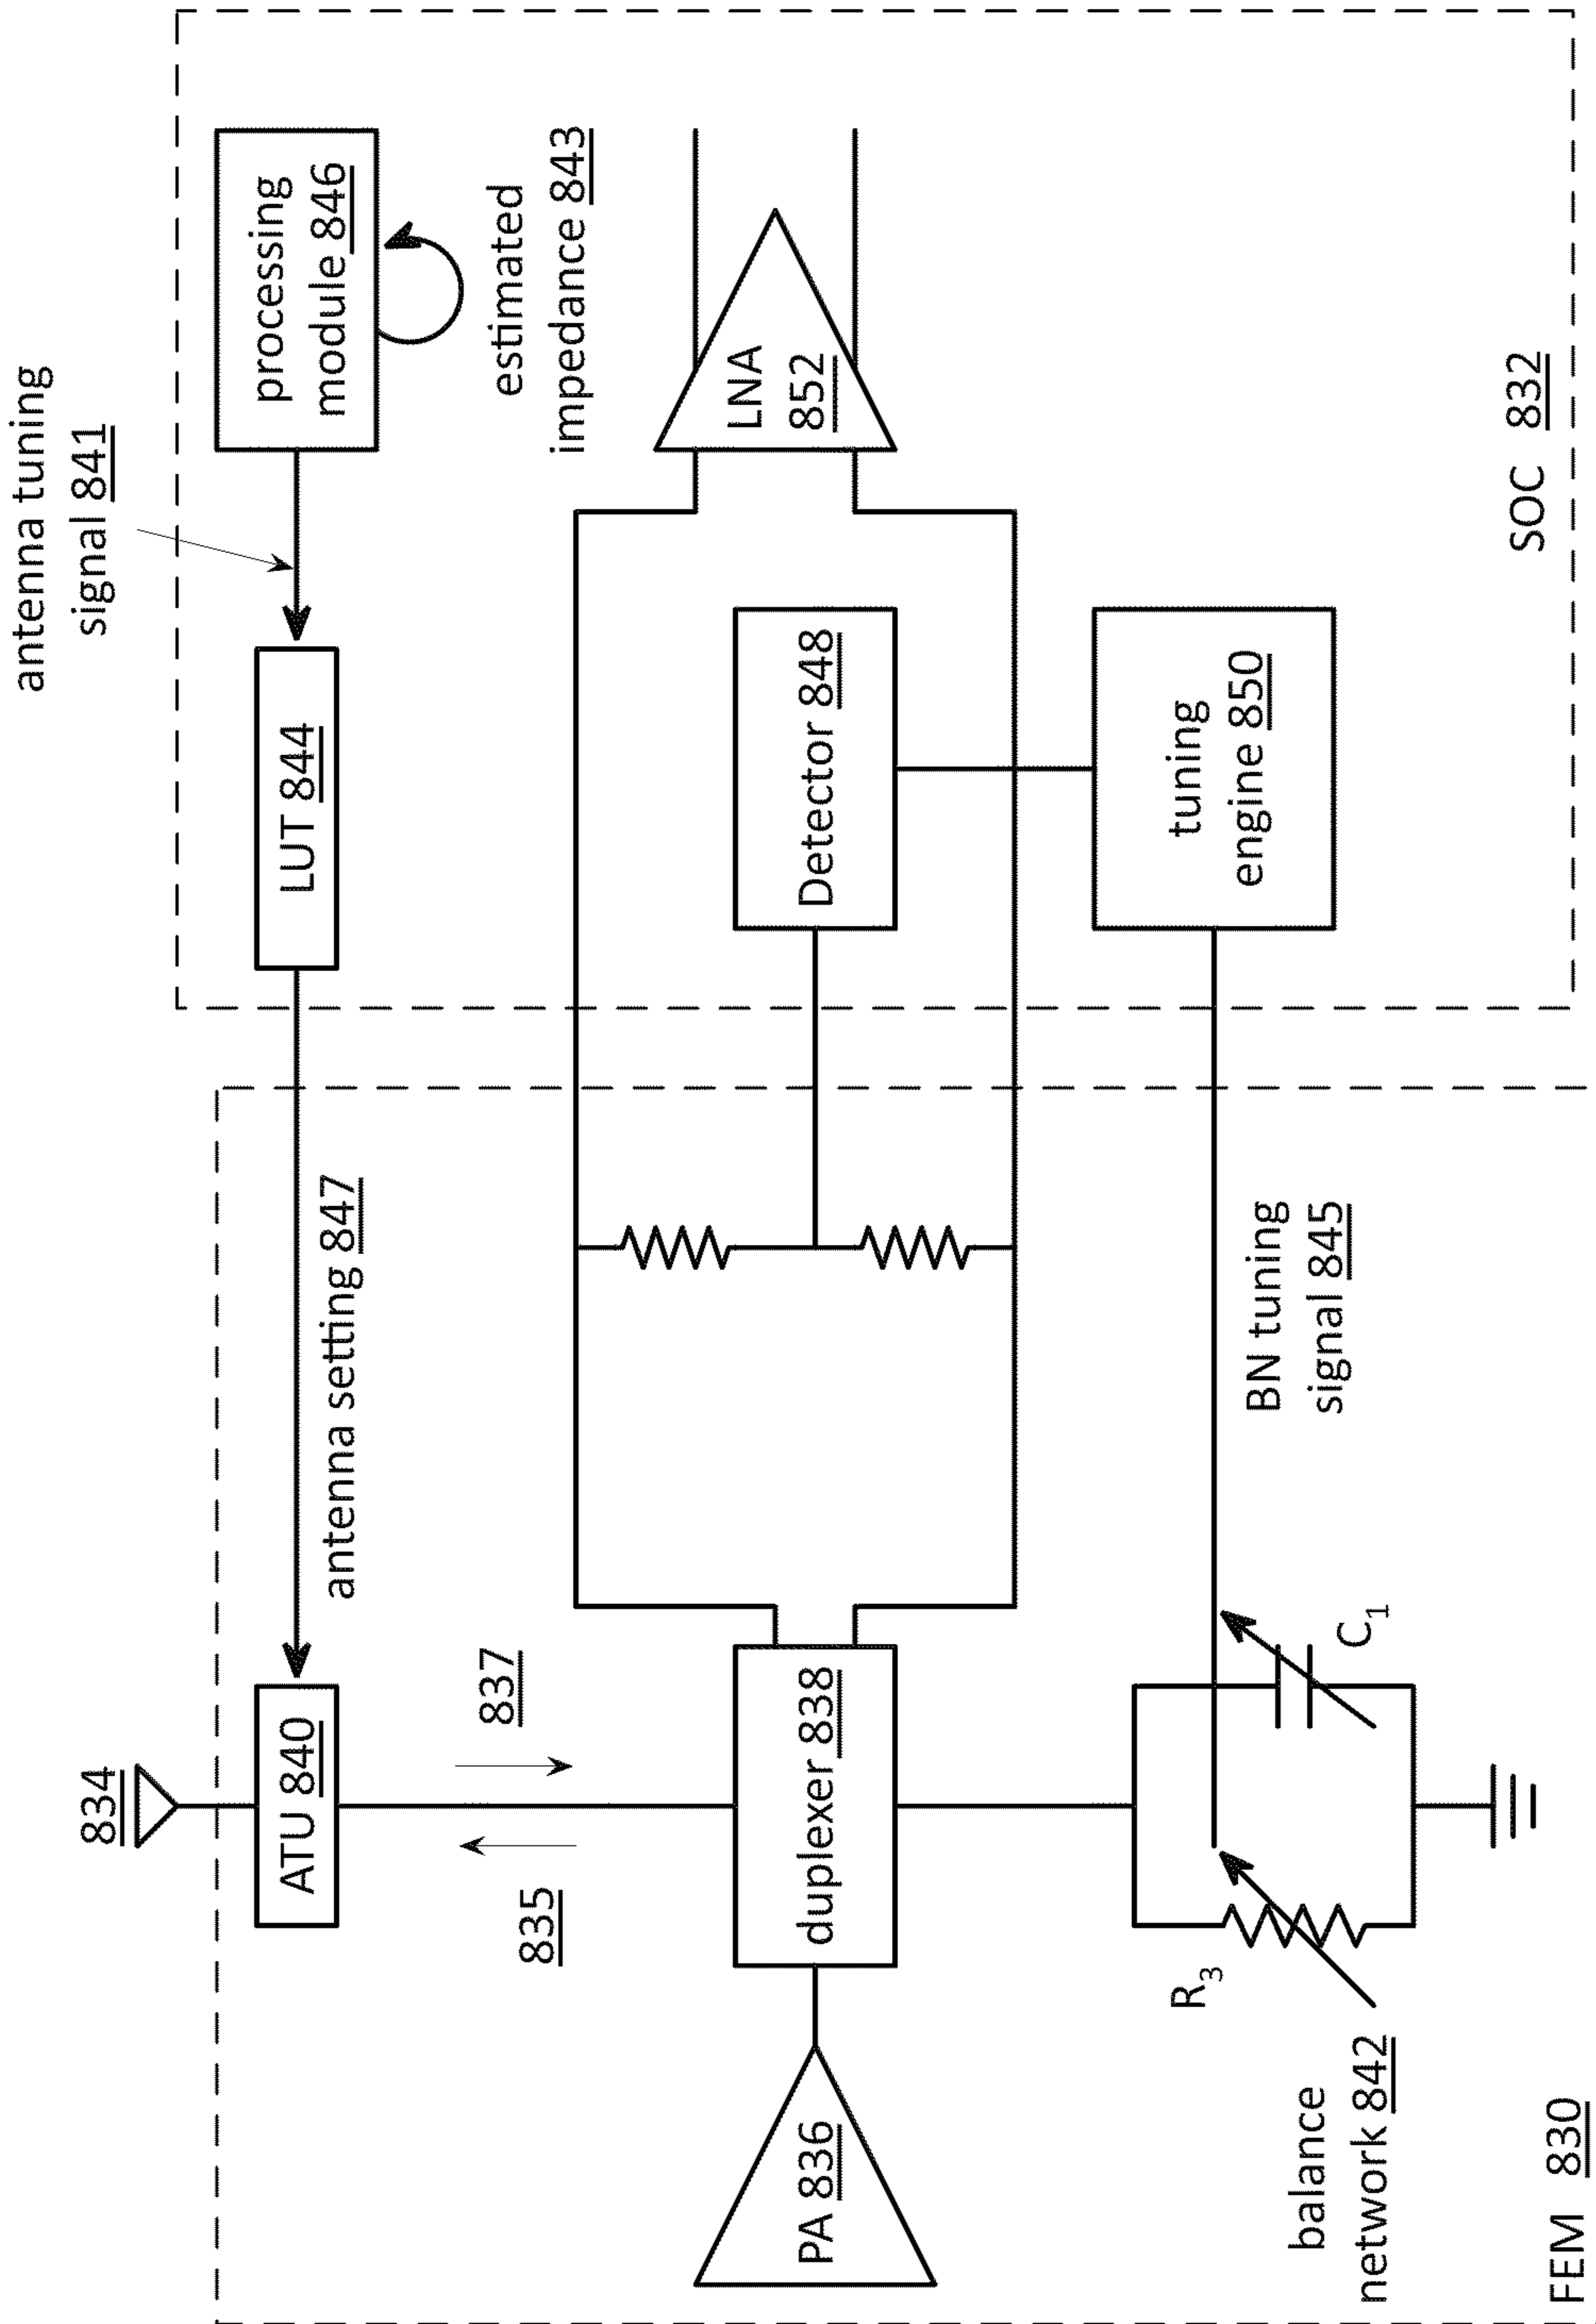 antenna tuning
signal 841
834
ATU 840
antenna setting 847
LUT 844
processing
module 846
estimated
impedance 843
835
837
PA 836
duplexer 838
Detector 848
LNA
852
R3
C1
balance
network 842
BN tuning
signal 845
tuning
engine 850
FEM 830
SOC 832